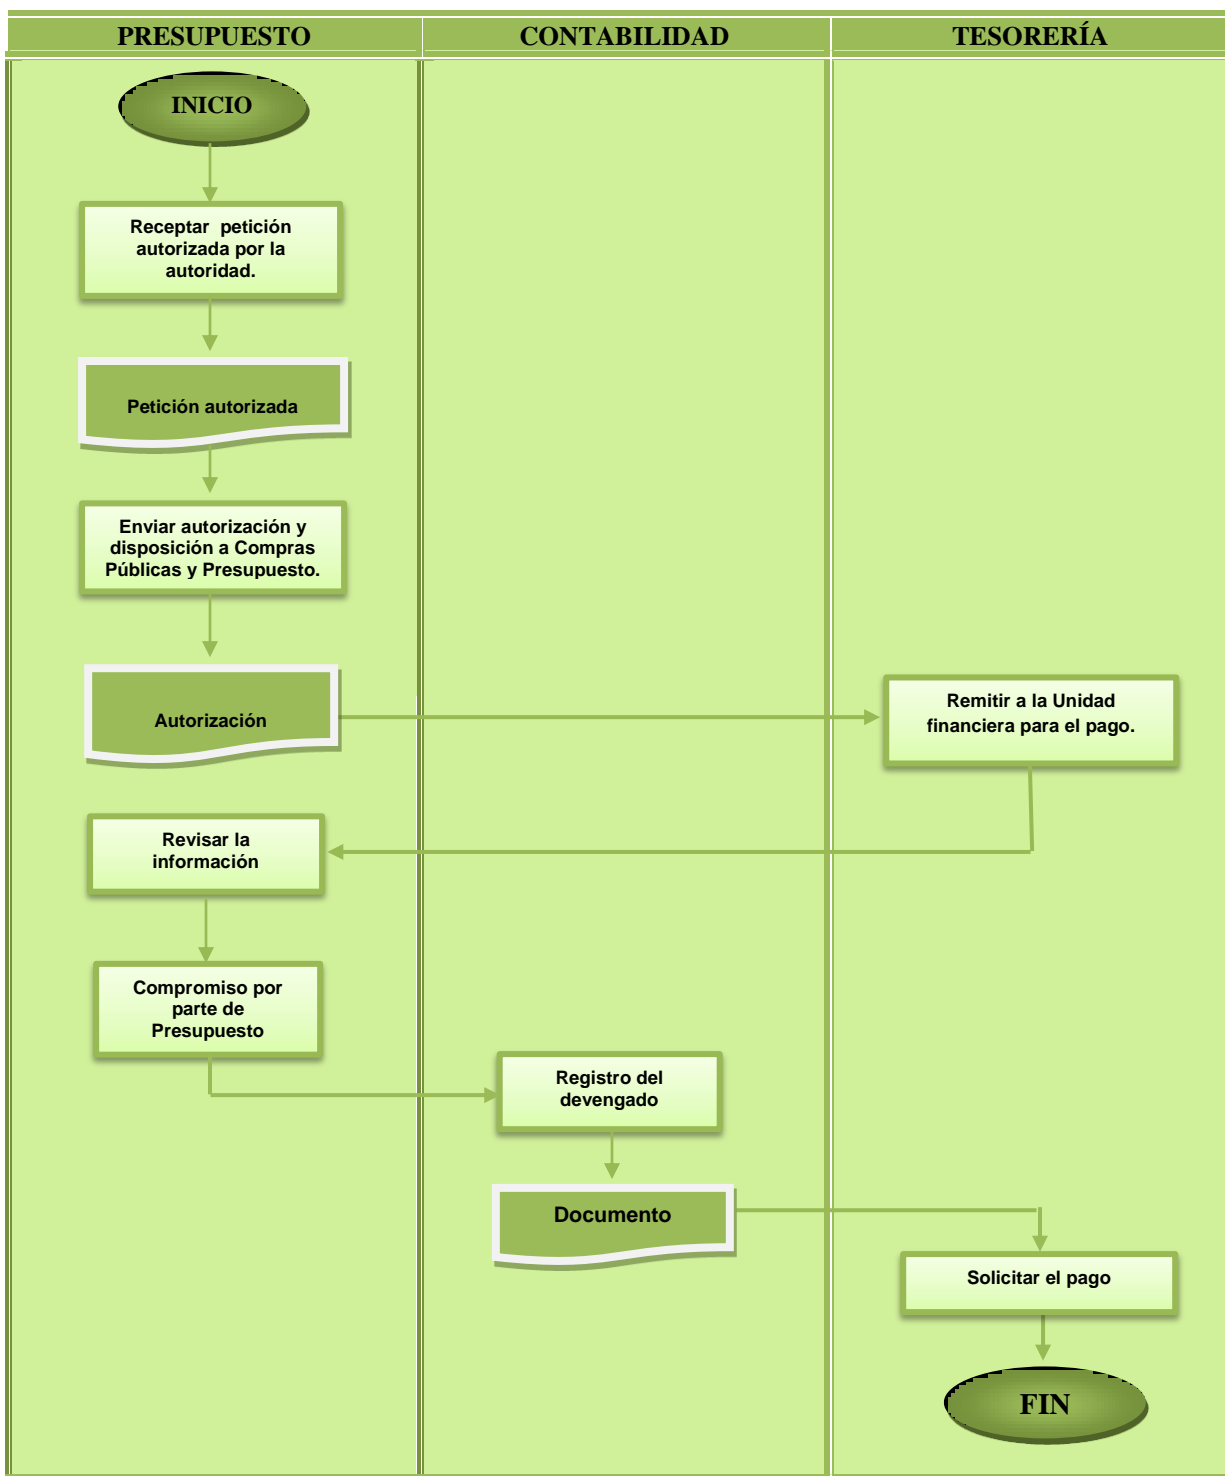 PRESUPUESTO
CONTABILIDAD
TESORERÍA
INICIO
Receptar petición
autorizada por la
autoridad.
Petición autorizada
Enviar autorización y
disposición a Compras
Públicas y Presupuesto.
Autorización
Remitir a la Unidad
financiera para el pago.
Revisar la
información
Compromiso por
parte de
Presupuesto
Registro del
devengado
Documento
Solicitar el pago
FIN